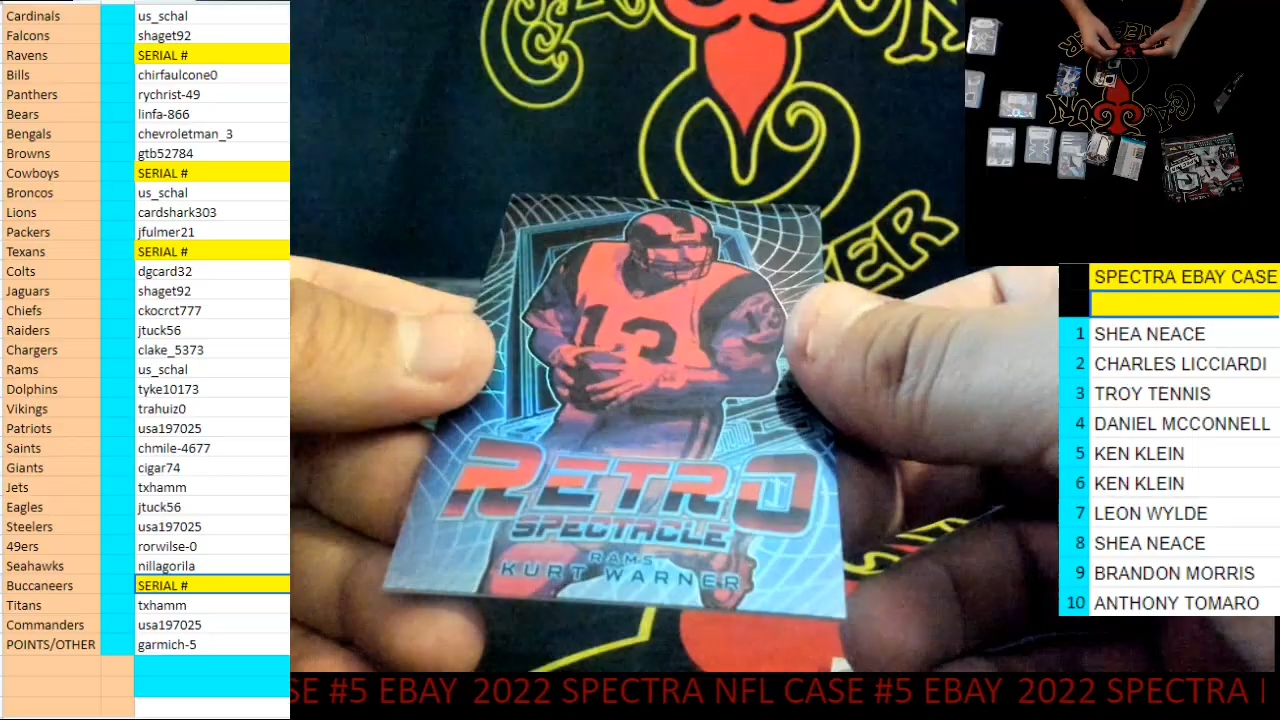 Cardinals us_schal
Falcons shaget92
Ravens SERIAL #
Bills chirfaulcone0
Panthers rychrist-49
Bears linfa-866
Bengals chevroletman_3
Browns gtb52784
Cowboys SERIAL #
Broncos us_schal
Lions cardshark303
Packers jfulmer21
Texans SERIAL #
Colts dgcard32
Jaguars shaget92
Chiefs ckocrct777
Raiders jtuck56
Chargers clake_5373
Rams us_schal
Dolphins tyke10173
Vikings trahuiz0
Patriots usa197025
Saints chmile-4677
Giants cigar74
Jets txhamm
Eagles jtuck56
Steelers usa197025
49ers rorwilse-0
Seahawks nillagorila
Buccaneers SERIAL #
Titans txhamm
Commanders usa197025
POINTS/OTHER garmich-5
13
RETRO
SPECTACLE
RAMS
KURT WARNER
SPECTRA EBAY CASE
1 SHEA NEACE
2 CHARLES LICCIARDI
3 TROY TENNIS
4 DANIEL MCCONNELL
5 KEN KLEIN
6 KEN KLEIN
7 LEON WYLDE
8 SHEA NEACE
9 BRANDON MORRIS
10 ANTHONY TOMARO
SE #5 EBAY 2022 SPECTRA NFL CASE #5 EBAY 2022 SPECTRA